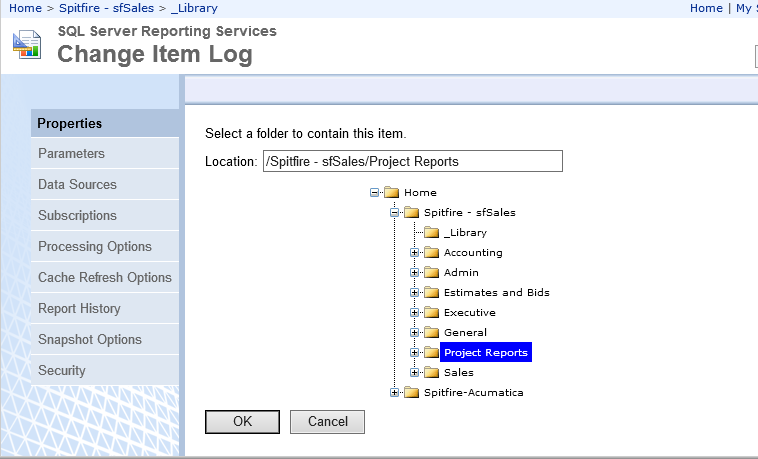 Home > Spitfire - sfSales > _Library
Home | My
SQL Server Reporting Services
Change Item Log
Properties
Parameters
Data Sources
Subscriptions
Processing Options
Cache Refresh Options
Report History
Snapshot Options
Security
Select a folder to contain this item.
Location: /Spitfire - sfSales/Project Reports
Home
Spitfire - sfSales
_Library
Accounting
Admin
Estimates and Bids
Executive
General
Project Reports
Sales
Spitfire-Acumatica
OK Cancel